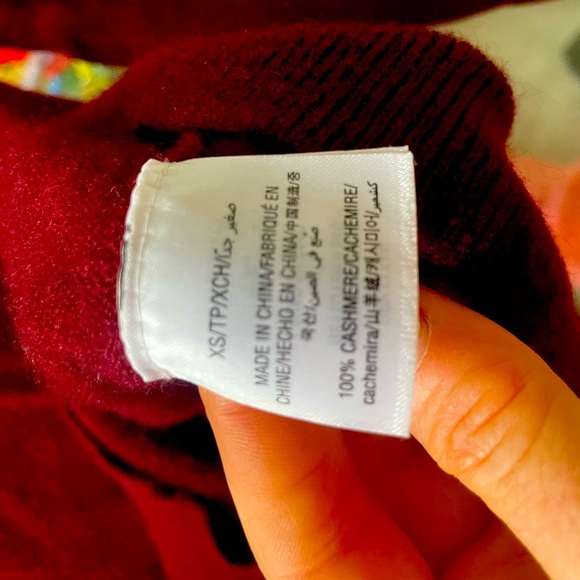 XS/TP/XCH/صغير جدًا
MADE IN CHINA/FABRIQUÉ EN
CHINE/HECHO EN CHINA/中国制造/중
국산/صنع في الصين
100% CASHMERE/CACHEMIRE/
cachemira/山羊绒/캐시미어/كشمير